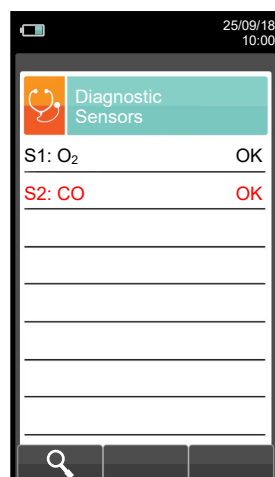 25/09/18
10:00
Diagnostic
Sensors
S1: O₂ OK
S2: CO OK